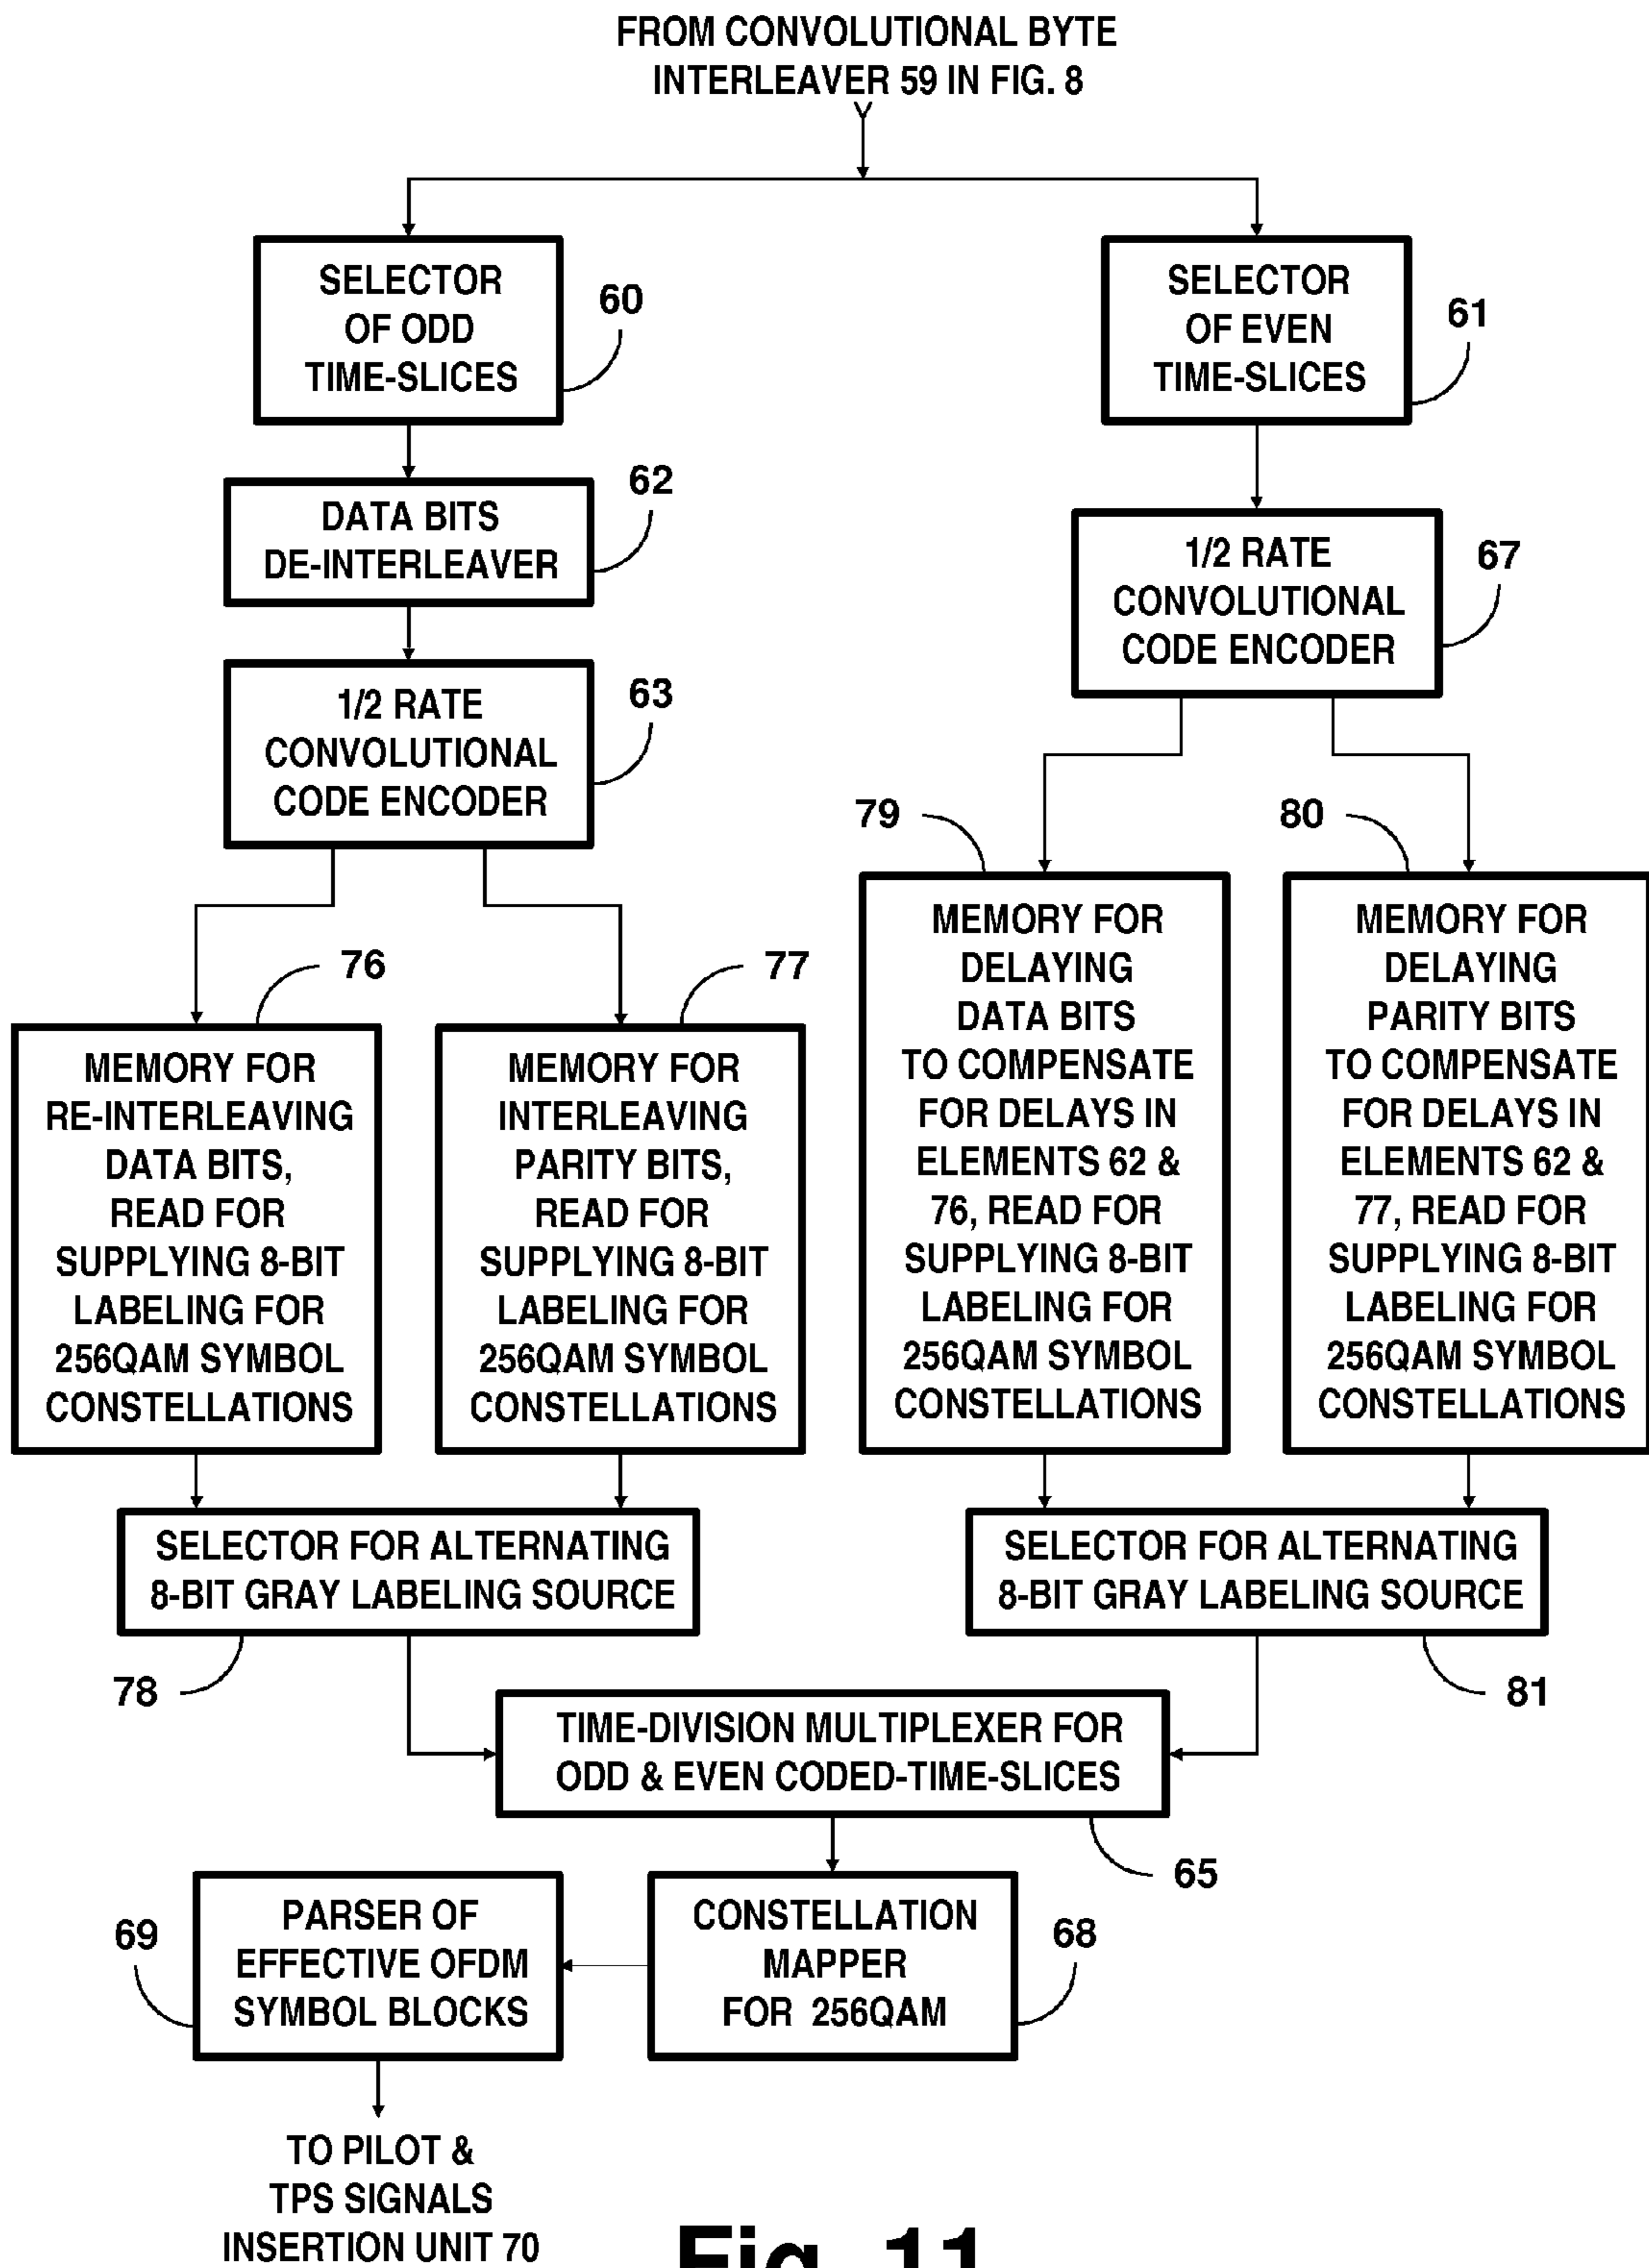 FROM CONVOLUTIONAL BYTE
INTERLEAVER 59 IN FIG. 8
SELECTOR
OF ODD
TIME-SLICES
60
SELECTOR
OF EVEN
TIME-SLICES
61
DATA BITS
DE-INTERLEAVER
62
1/2 RATE
CONVOLUTIONAL
CODE ENCODER
63
1/2 RATE
CONVOLUTIONAL
CODE ENCODER
67
76
MEMORY FOR
RE-INTERLEAVING
DATA BITS,
READ FOR
SUPPLYING 8-BIT
LABELING FOR
256QAM SYMBOL
CONSTELLATIONS
77
MEMORY FOR
INTERLEAVING
PARITY BITS,
READ FOR
SUPPLYING 8-BIT
LABELING FOR
256QAM SYMBOL
CONSTELLATIONS
79
MEMORY FOR
DELAYING
DATA BITS
TO COMPENSATE
FOR DELAYS IN
ELEMENTS 62 &
76, READ FOR
SUPPLYING 8-BIT
LABELING FOR
256QAM SYMBOL
CONSTELLATIONS
80
MEMORY FOR
DELAYING
PARITY BITS
TO COMPENSATE
FOR DELAYS IN
ELEMENTS 62 &
77, READ FOR
SUPPLYING 8-BIT
LABELING FOR
256QAM SYMBOL
CONSTELLATIONS
SELECTOR FOR ALTERNATING
8-BIT GRAY LABELING SOURCE
78
SELECTOR FOR ALTERNATING
8-BIT GRAY LABELING SOURCE
81
TIME-DIVISION MULTIPLEXER FOR
ODD & EVEN CODED-TIME-SLICES
65
CONSTELLATION
MAPPER
FOR 256QAM
68
PARSER OF
EFFECTIVE OFDM
SYMBOL BLOCKS
69
TO PILOT &
TPS SIGNALS
INSERTION UNIT 70
Fig. 11